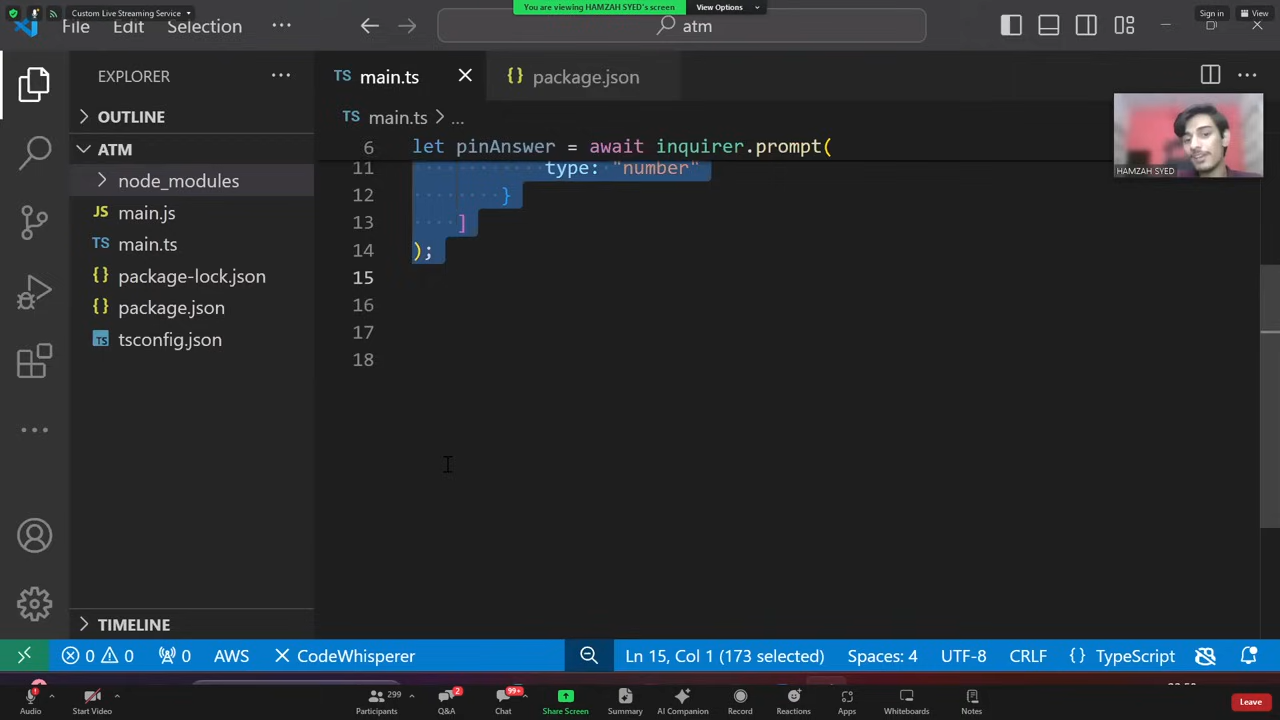 Custom Live Streaming Service
You are viewing HAMZAH SYED's screen
View Options
Sign in
View
File
Edit
Selection
atm
EXPLORER
TS main.ts
{} package.json
OUTLINE
TS main.ts > ...
ATM
6 let pinAnswer = await inquirer.prompt(
11 type: "number"
12 }
13 ]
14 );
15
16
17
18
HAMZAH SYED
node_modules
JS main.js
TS main.ts
{} package-lock.json
{} package.json
TS tsconfig.json
TIMELINE
0 0 0 AWS CodeWhisperer Ln 15, Col 1 (173 selected) Spaces: 4 UTF-8 CRLF {} TypeScript
299 2 99+
Audio Start Video Participants Q&A Chat Share Screen Summary AI Companion Record Reactions Apps Whiteboards Notes Leave